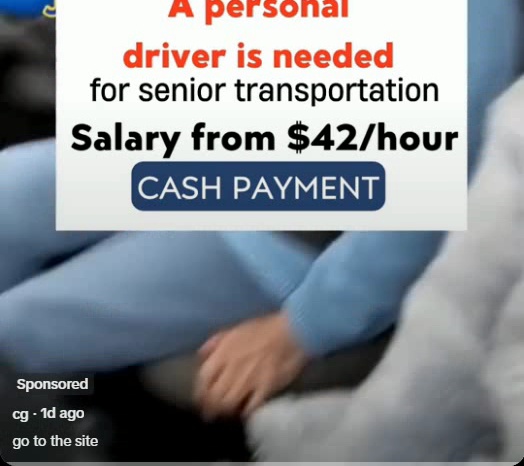 A personal
driver is needed
for senior transportation
Salary from $42/hour
CASH PAYMENT
Sponsored
cg · 1d ago
go to the site